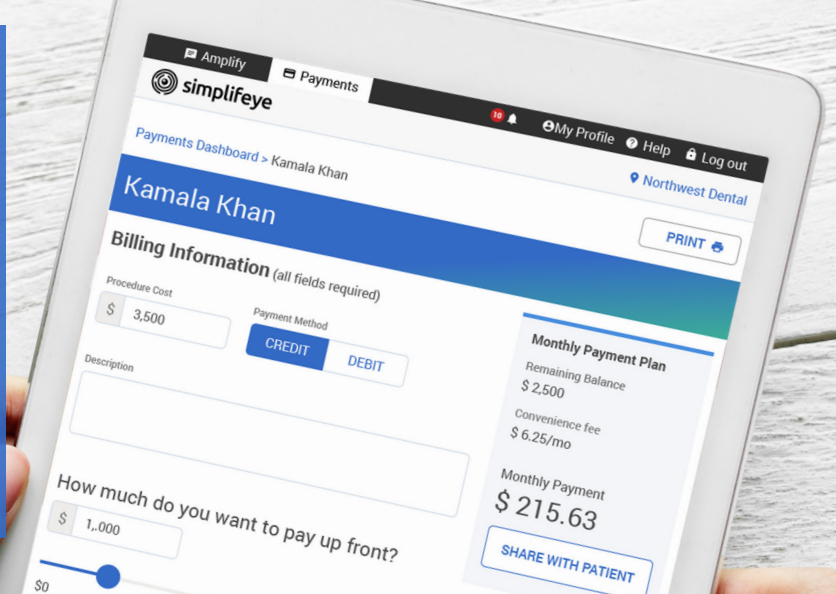 Amplify
Payments
simplifeye
10
My Profile
Help
Log out
Payments Dashboard > Kamala Khan
Northwest Dental
Kamala Khan
PRINT
Billing Information (all fields required)
Procedure Cost
$ 3,500
Payment Method
CREDIT
DEBIT
Description
How much do you want to pay up front?
$ 1,.000
$0
Monthly Payment Plan
Remaining Balance
$ 2,500
Convenience fee
$ 6.25/mo
Monthly Payment
$ 215.63
SHARE WITH PATIENT